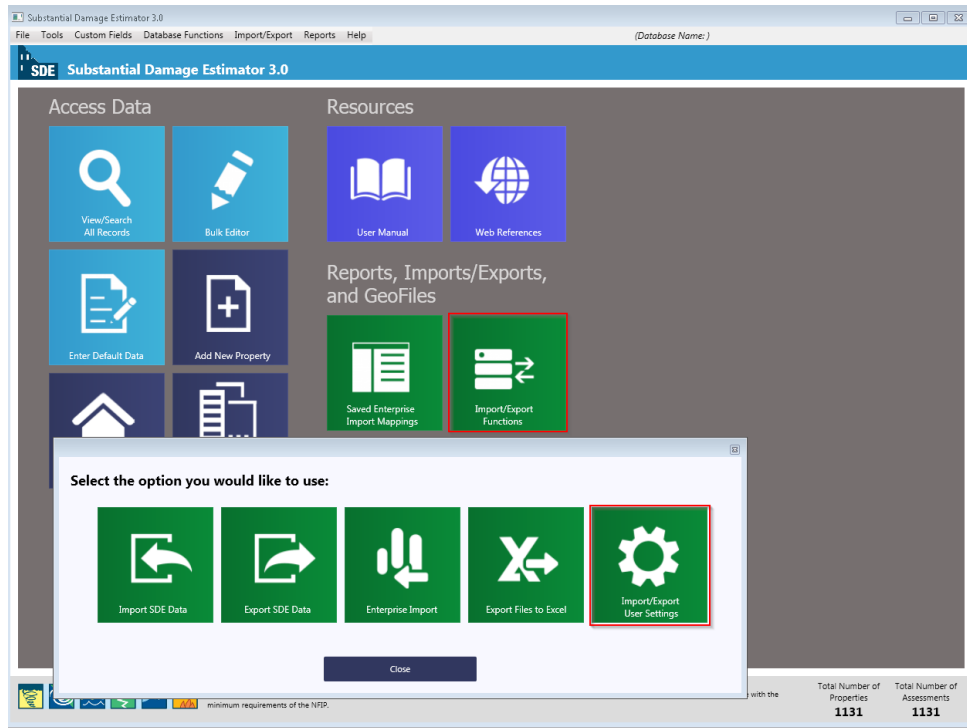 Substantial Damage Estimator 3.0
File Tools Custom Fields Database Functions Import/Export Reports Help (Database Name: )
SDE Substantial Damage Estimator 3.0
Access Data
Resources
View/Search
All Records
Bulk Editor
User Manual
Web References
Reports, Imports/Exports,
and GeoFiles
Enter Default Data
Add New Property
Saved Enterprise
Import Mappings
Import/Export
Functions
Select the option you would like to use:
Import SDE Data
Export SDE Data
Enterprise Import
Export Files to Excel
Import/Export
User Settings
Close
with the
minimum requirements of the NFIP.
Total Number of
Properties
1131
Total Number of
Assessments
1131